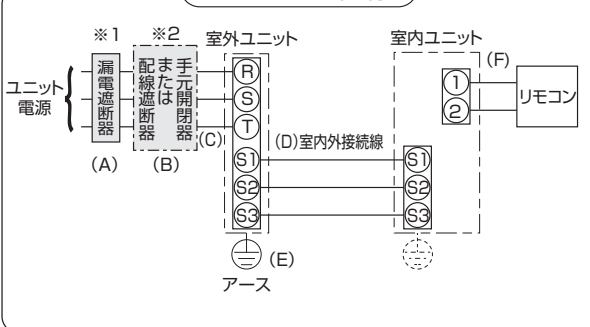 ※1
※2
室外ユニット
室内ユニット
ユニット
電源
漏電遮断器
手元開閉器
または
配線遮断器
(A)
(B)
(C)
R
S
T
S1
S2
S3
(D)室内外接続線
S1
S2
S3
1
2
(F)
リモコン
(E)
アース